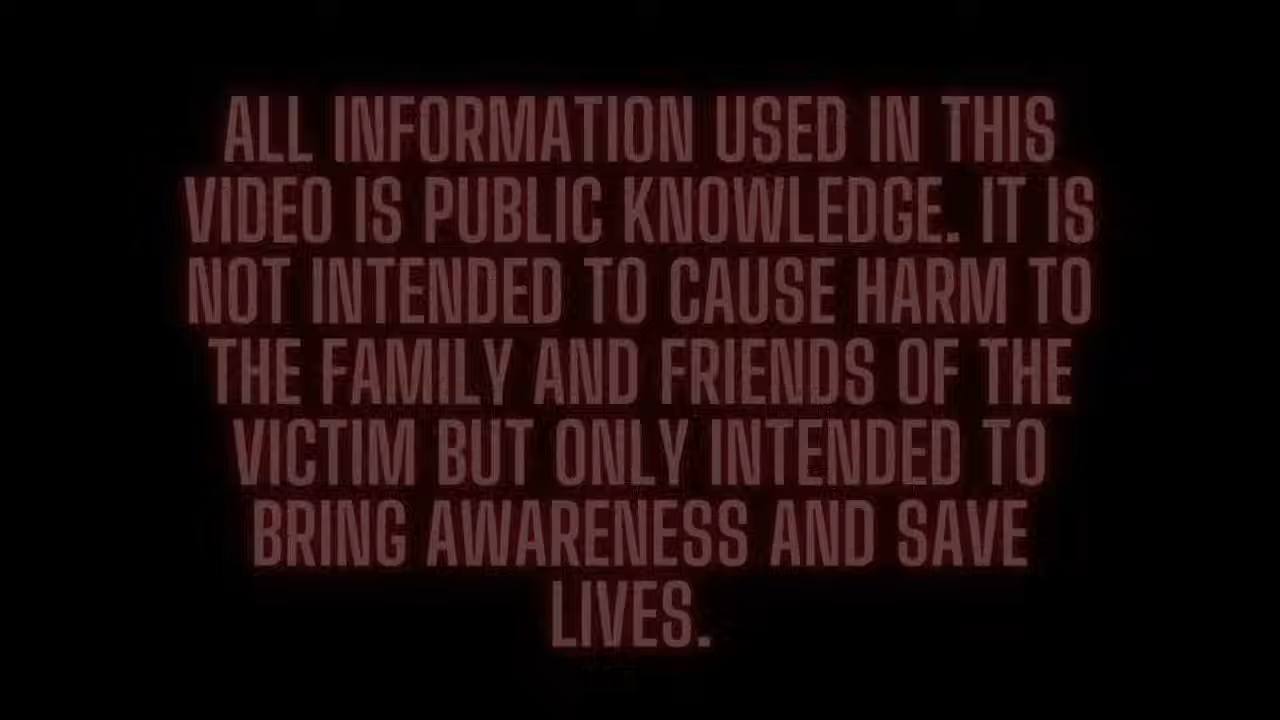 ALL INFORMATION USED IN THIS
VIDEO IS PUBLIC KNOWLEDGE. IT IS
NOT INTENDED TO CAUSE HARM TO
THE FAMILY AND FRIENDS OF THE
VICTIM BUT ONLY INTENDED TO
BRING AWARENESS AND SAVE
LIVES.